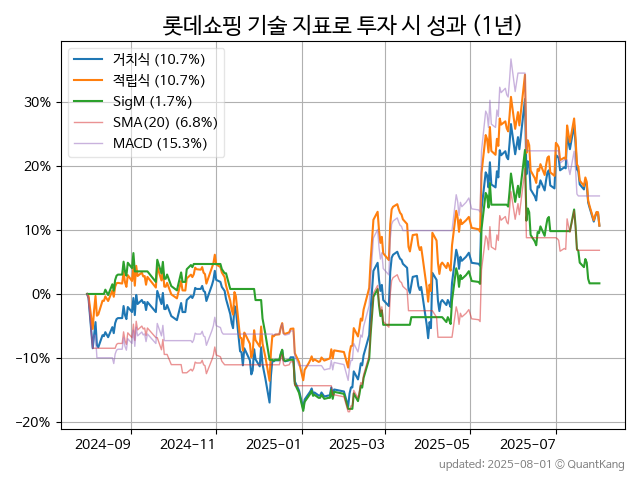 롯데쇼핑 기술 지표로 투자 시 성과 (1년)
거치식 (10.7%)
적립식 (10.7%)
SigM (1.7%)
SMA(20) (6.8%)
MACD (15.3%)
30%
20%
10%
0%
−10%
−20%
2024−09
2024−11
2025−01
2025−03
2025−05
2025−07
updated: 2025-08-01 © QuantKang